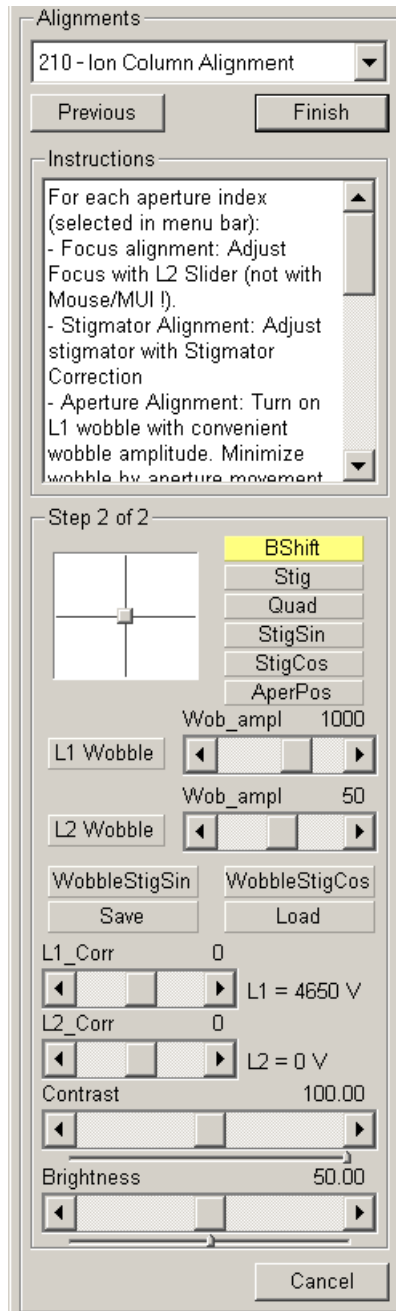 Alignments
210 - Ion Column Alignment
Previous Finish
Instructions
For each aperture index
(selected in menu bar):
- Focus alignment: Adjust
Focus with L2 Slider (not with
Mouse/MUI !).
- Stigmator Alignment: Adjust
stigmator with Stigmator
Correction
- Aperture Alignment: Turn on
L1 wobble with convenient
wobble amplitude. Minimize
wobble by aperture movement
Step 2 of 2
BShift
Stig
Quad
StigSin
StigCos
AperPos
Wob_ampl 1000
L1 Wobble
Wob_ampl 50
L2 Wobble
WobbleStigSin WobbleStigCos
Save Load
L1_Corr 0
L1 = 4650 V
L2_Corr 0
L2 = 0 V
Contrast 100.00
Brightness 50.00
Cancel